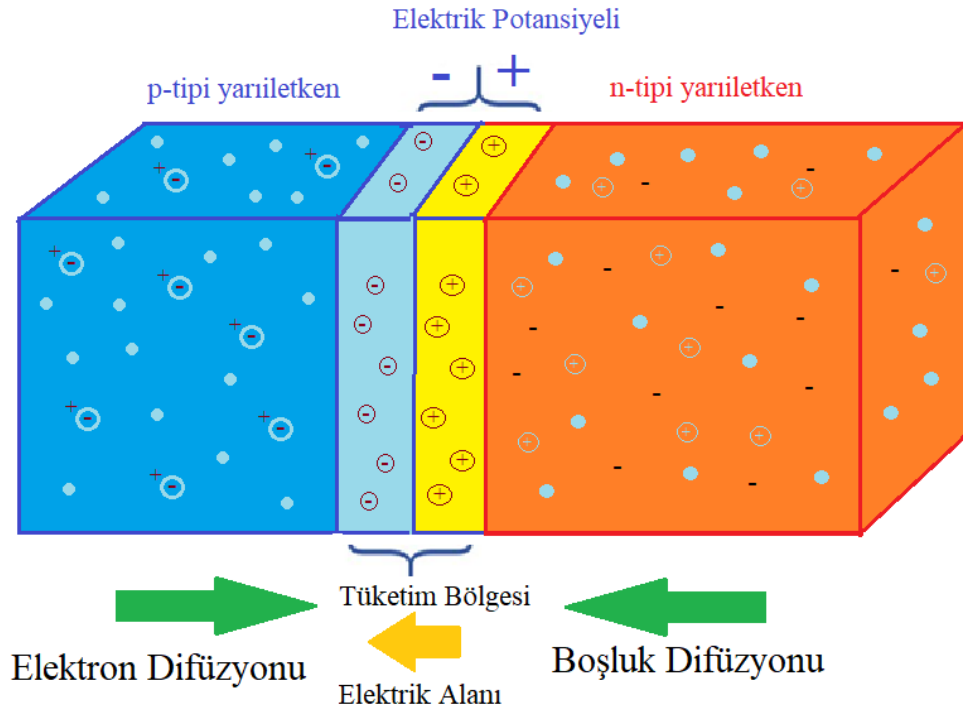 Elektrik Potansiyeli
- +
p-tipi yarıiletken
n-tipi yarıiletken
Tüketim Bölgesi
Elektron Difüzyonu
Boşluk Difüzyonu
Elektrik Alanı